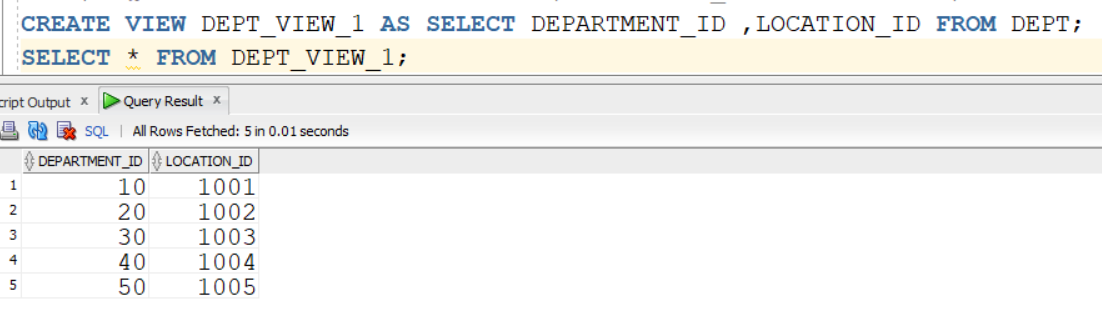 CREATE VIEW DEPT_VIEW_1 AS SELECT DEPARTMENT_ID ,LOCATION_ID FROM DEPT;
SELECT * FROM DEPT_VIEW_1;
cript Output x Query Result x
SQL | All Rows Fetched: 5 in 0.01 seconds
DEPARTMENT_ID LOCATION_ID
1 10 1001
2 20 1002
3 30 1003
4 40 1004
5 50 1005